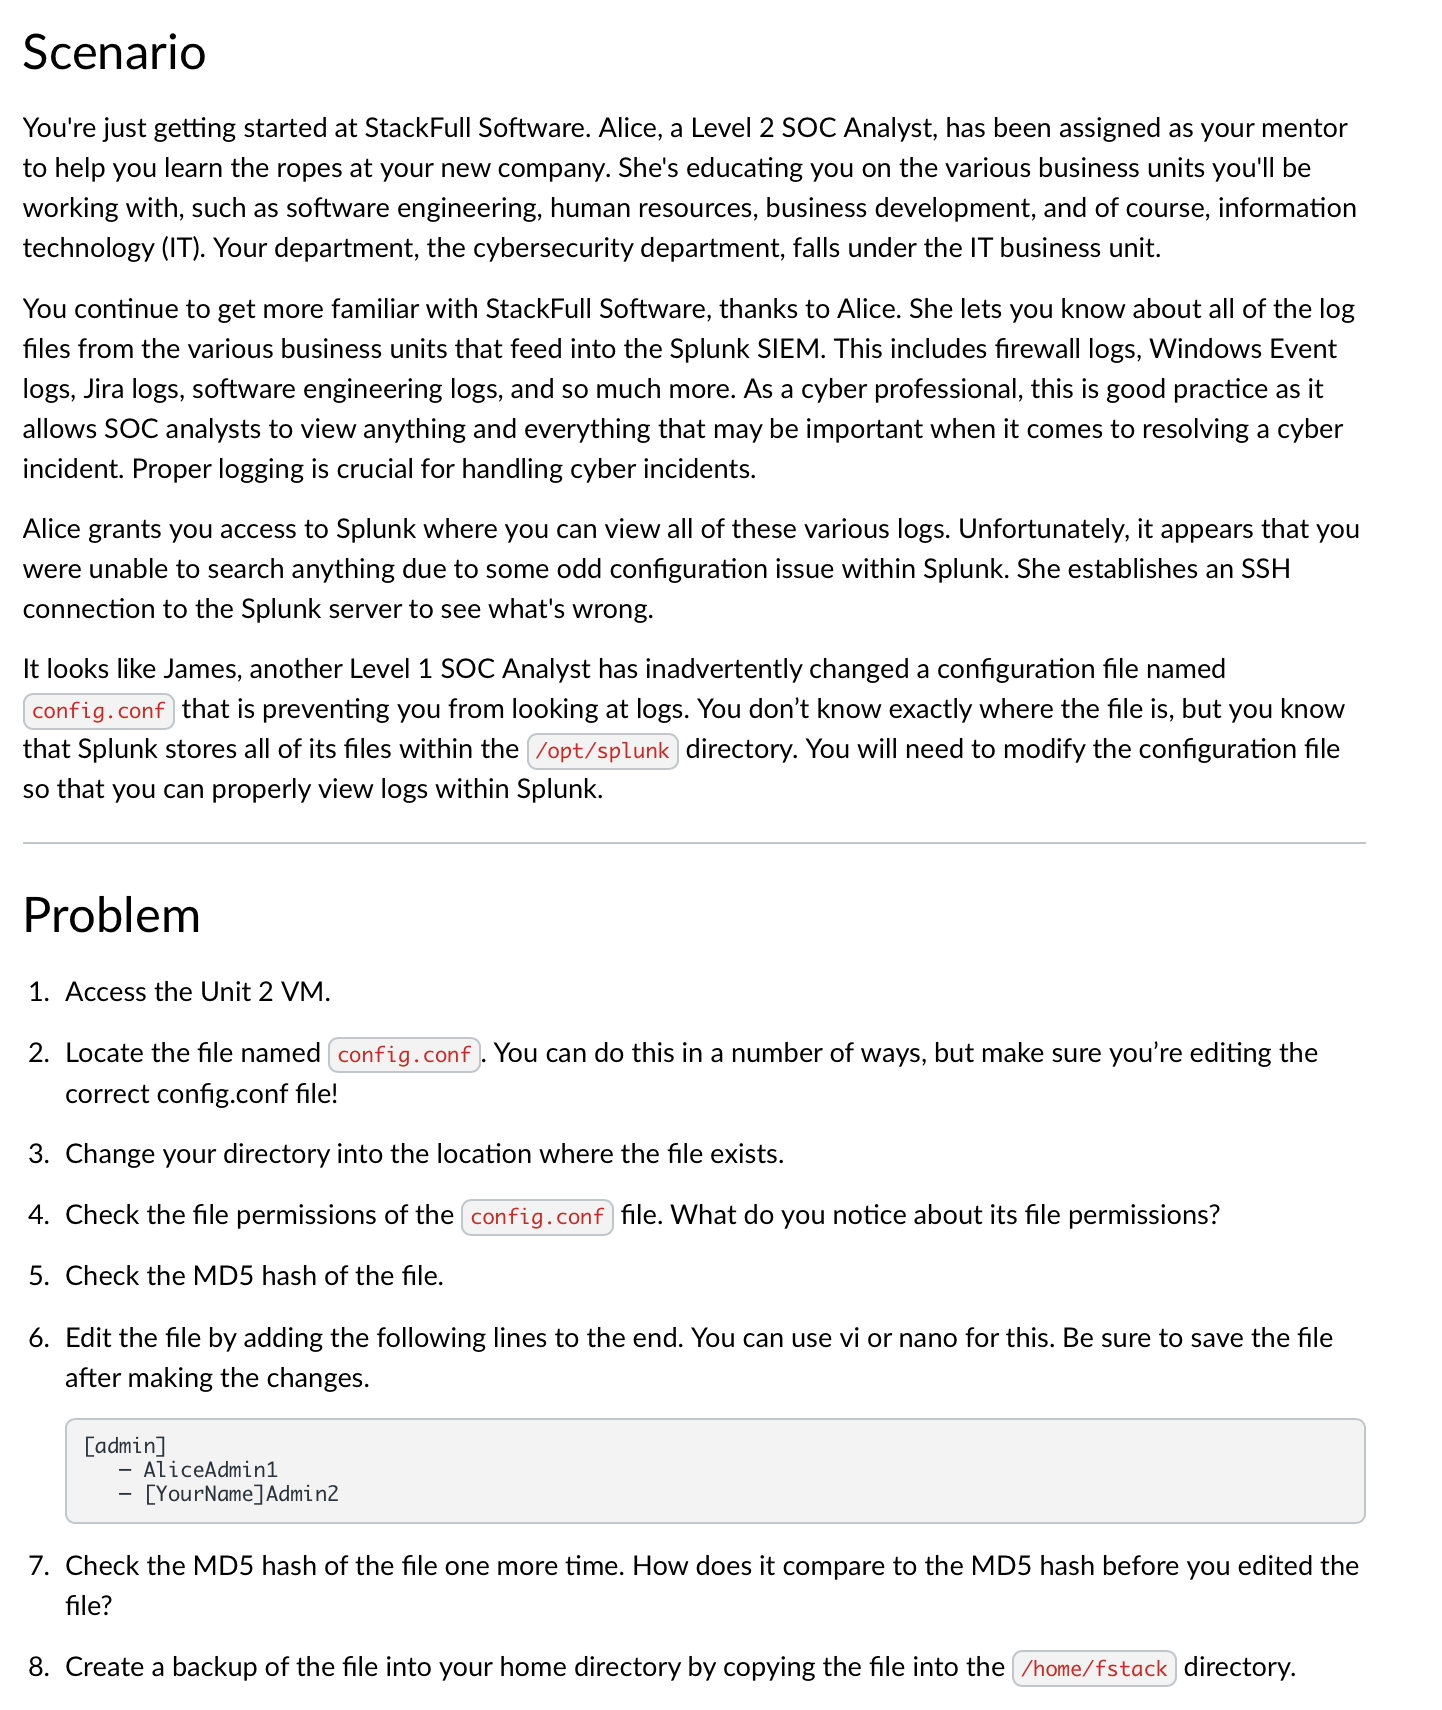 Scenario
You're just getting started at StackFull Software. Alice, a Level 2 SOC Analyst, has been assigned as your mentor
to help you learn the ropes at your new company. She's educating you on the various business units you'll be
working with, such as software engineering, human resources, business development, and of course, information
technology (IT). Your department, the cybersecurity department, falls under the IT business unit.
You continue to get more familiar with StackFull Software, thanks to Alice. She lets you know about all of the log
files from the various business units that feed into the Splunk SIEM. This includes firewall logs, Windows Event
logs, Jira logs, software engineering logs, and so much more. As a cyber professional, this is good practice as it
allows SOC analysts to view anything and everything that may be important when it comes to resolving a cyber
incident. Proper logging is crucial for handling cyber incidents.
Alice grants you access to Splunk where you can view all of these various logs. Unfortunately, it appears that you
were unable to search anything due to some odd configuration issue within Splunk. She establishes an SSH
connection to the Splunk server to see what's wrong.
It looks like James, another Level 1 SOC Analyst has inadvertently changed a configuration file named
config.conf that is preventing you from looking at logs. You don’t know exactly where the file is, but you know
that Splunk stores all of its files within the /opt/splunk directory. You will need to modify the configuration file
so that you can properly view logs within Splunk.
Problem
1. Access the Unit 2 VM.
2. Locate the file named config.conf. You can do this in a number of ways, but make sure you’re editing the
correct config.conf file!
3. Change your directory into the location where the file exists.
4. Check the file permissions of the config.conf file. What do you notice about its file permissions?
5. Check the MD5 hash of the file.
6. Edit the file by adding the following lines to the end. You can use vi or nano for this. Be sure to save the file
after making the changes.
[admin]
– AliceAdmin1
– [YourName]Admin2
7. Check the MD5 hash of the file one more time. How does it compare to the MD5 hash before you edited the
file?
8. Create a backup of the file into your home directory by copying the file into the /home/fstack directory.